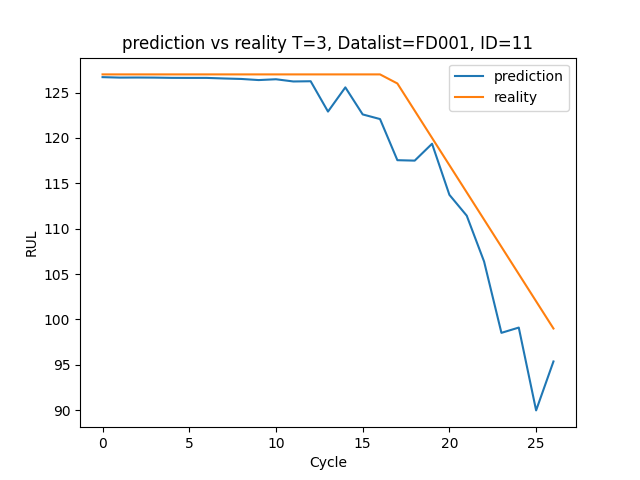 prediction vs reality T=3, Datalist=FD001, ID=11
prediction
reality
RUL
125
120
115
110
105
100
95
90
0 5 10 15 20 25
Cycle